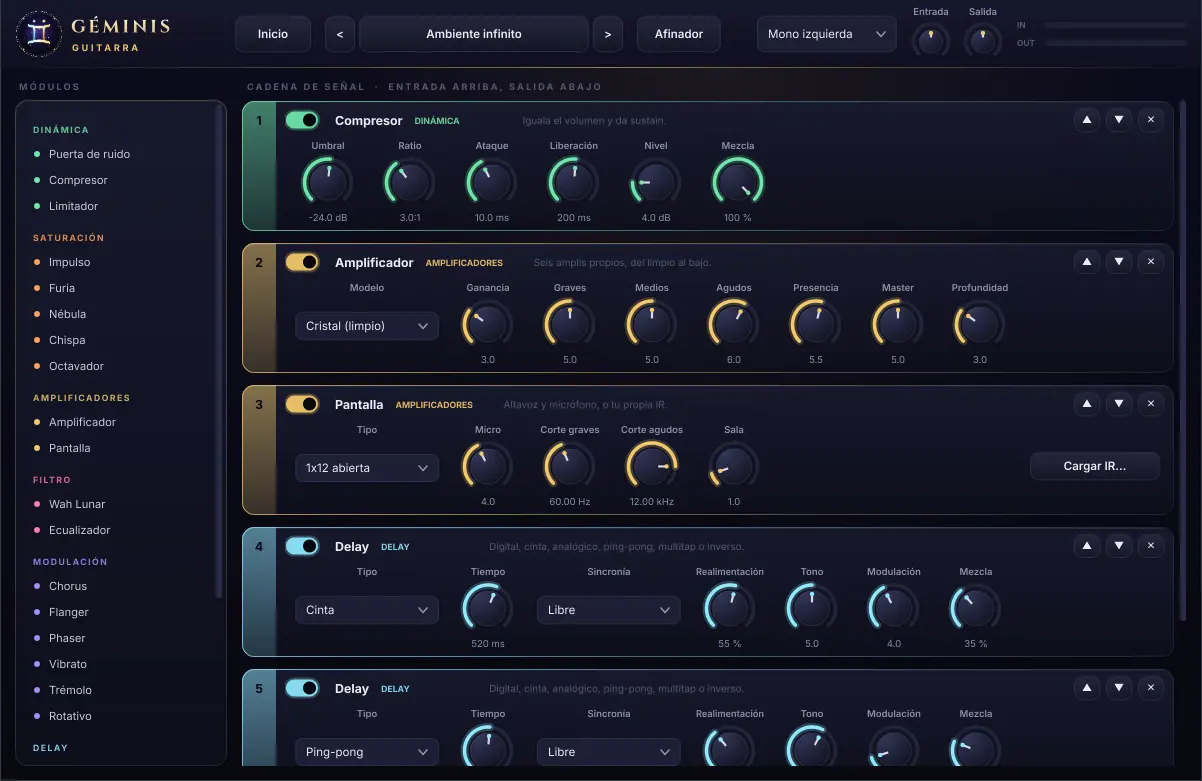 GÉMINIS
GUITARRA
Inicio
<
Ambiente infinito
>
Afinador
Mono izquierda
Entrada
Salida
IN
OUT
MÓDULOS
DINÁMICA
Puerta de ruido
Compresor
Limitador
SATURACIÓN
Impulso
Furia
Nébula
Chispa
Octavador
AMPLIFICADORES
Amplificador
Pantalla
FILTRO
Wah Lunar
Ecualizador
MODULACIÓN
Chorus
Flanger
Phaser
Vibrato
Trémolo
Rotativo
DELAY
CADENA DE SEÑAL · ENTRADA ARRIBA, SALIDA ABAJO
1 Compresor DINÁMICA Iguala el volumen y da sustain. ▲ ▼ ×
Umbral Ratio Ataque Liberación Nivel Mezcla
-24.0 dB 3.0:1 10.0 ms 200 ms 4.0 dB 100 %
2 Amplificador AMPLIFICADORES Seis amplis propios, del limpio al bajo. ▲ ▼ ×
Modelo Ganancia Graves Medios Agudos Presencia Master Profundidad
Cristal (limpio)
3.0 5.0 5.0 6.0 5.5 5.0 3.0
3 Pantalla AMPLIFICADORES Altavoz y micrófono, o tu propia IR. ▲ ▼ ×
Tipo Micro Corte graves Corte agudos Sala
1x12 abierta Cargar IR...
4.0 60.00 Hz 12.00 kHz 1.0
4 Delay DELAY Digital, cinta, analógico, ping-pong, multitap o inverso. ▲ ▼ ×
Tipo Tiempo Sincronía Realimentación Tono Modulación Mezcla
Cinta Libre
520 ms 55 % 5.0 4.0 35 %
5 Delay DELAY Digital, cinta, analógico, ping-pong, multitap o inverso. ▲ ▼ ×
Tipo Tiempo Sincronía Realimentación Tono Modulación Mezcla
Ping-pong Libre